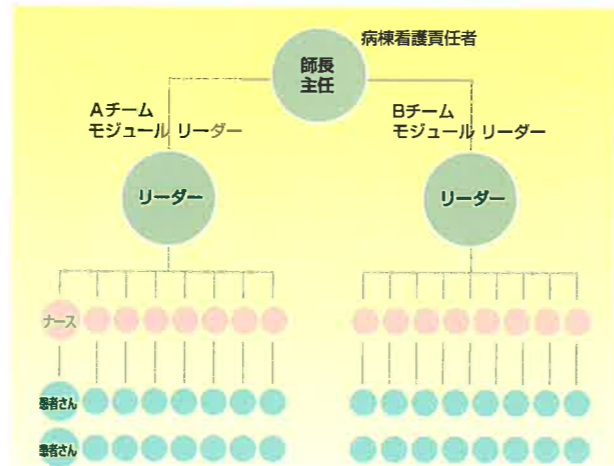 病棟看護責任者
師長
主任
Aチーム
モジュール リーダー
Bチーム
モジュール リーダー
リーダー
リーダー
ナース
患者さん
患者さん